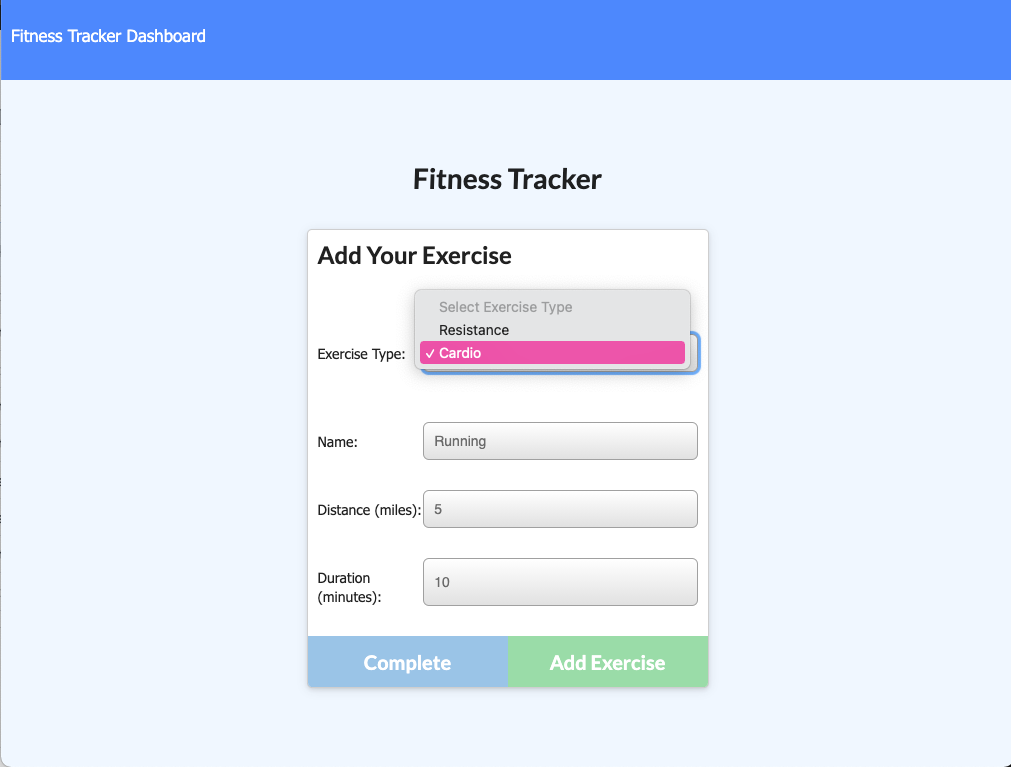 Fitness Tracker Dashboard
Fitness Tracker
Add Your Exercise
Select Exercise Type
Resistance
Exercise Type: ✓ Cardio
Name: Running
Distance (miles): 5
Duration
(minutes): 10
Complete Add Exercise